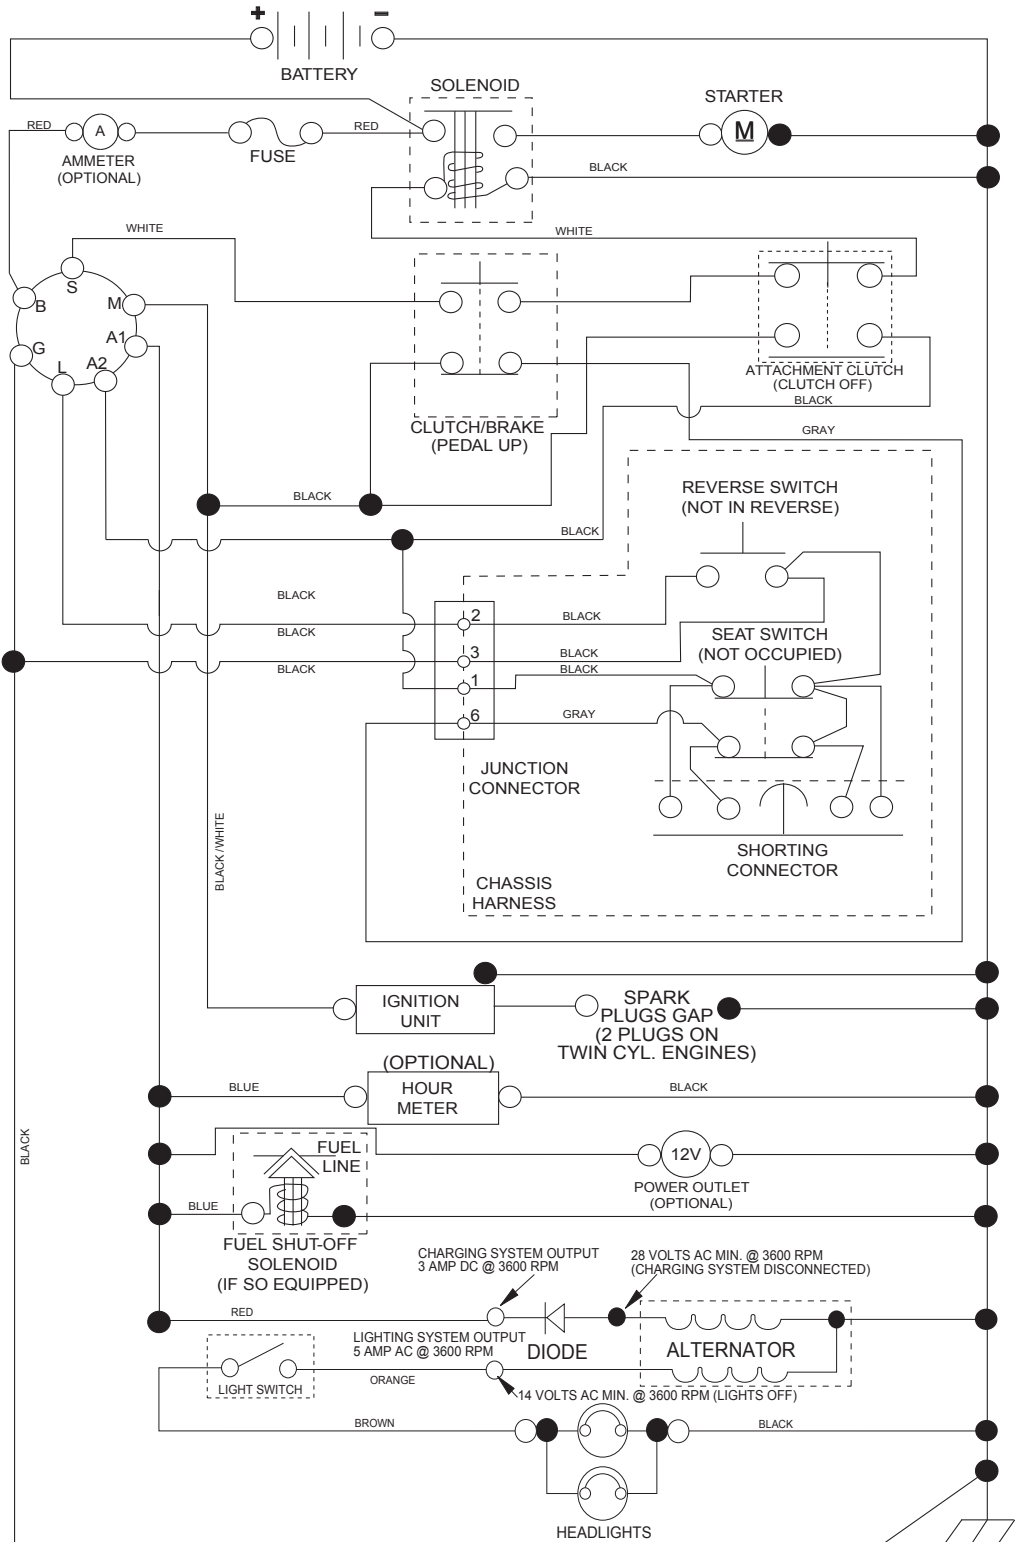 + −
BATTERY
SOLENOID
STARTER
RED
A
RED
M
AMMETER
(OPTIONAL)
FUSE
BLACK
WHITE
WHITE
S
B
M
A1
G
L
A2
ATTACHMENT CLUTCH
(CLUTCH OFF)
BLACK
CLUTCH/BRAKE
(PEDAL UP)
GRAY
REVERSE SWITCH
(NOT IN REVERSE)
BLACK
BLACK
BLACK
2
BLACK
BLACK
SEAT SWITCH
(NOT OCCUPIED)
3
BLACK
BLACK
BLACK
1
6
GRAY
JUNCTION
CONNECTOR
BLACK/WHITE
SHORTING
CONNECTOR
CHASSIS
HARNESS
IGNITION
UNIT
SPARK
PLUGS GAP
(2 PLUGS ON
TWIN CYL. ENGINES)
(OPTIONAL)
HOUR
METER
BLUE
BLACK
BLACK
FUEL
LINE
12V
POWER OUTLET
(OPTIONAL)
BLUE
FUEL SHUT-OFF
SOLENOID
(IF SO EQUIPPED)
CHARGING SYSTEM OUTPUT
3 AMP DC @ 3600 RPM
28 VOLTS AC MIN. @ 3600 RPM
(CHARGING SYSTEM DISCONNECTED)
RED
LIGHTING SYSTEM OUTPUT
5 AMP AC @ 3600 RPM
DIODE
ALTERNATOR
LIGHT SWITCH
ORANGE
14 VOLTS AC MIN. @ 3600 RPM (LIGHTS OFF)
BROWN
BLACK
HEADLIGHTS